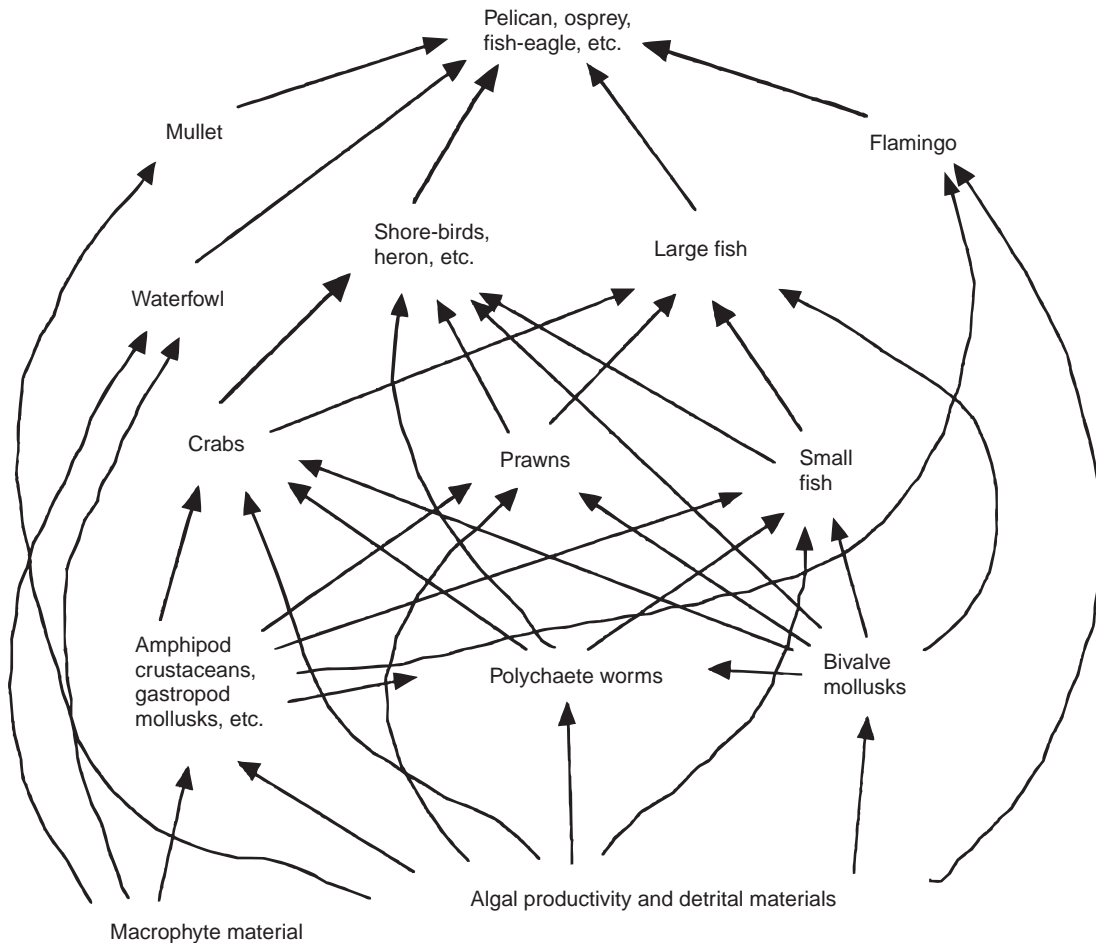 Pelican, osprey,
fish-eagle, etc.
Mullet
Flamingo
Shore-birds,
heron, etc.
Large fish
Waterfowl
Crabs
Prawns
Small
fish
Amphipod
crustaceans,
gastropod
mollusks, etc.
Polychaete worms
Bivalve
mollusks
Algal productivity and detrital materials
Macrophyte material